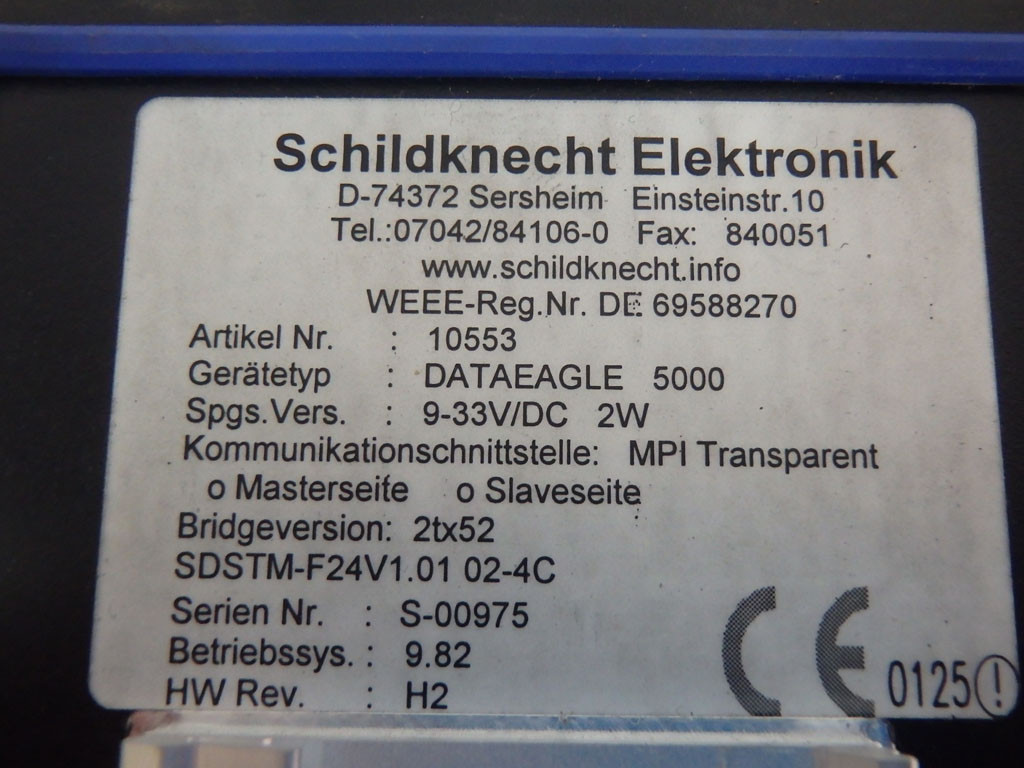 Schildknecht Elektronik
D-74372 Sersheim Einsteinstr.10
Tel.:07042/84106-0 Fax: 840051
www.schildknecht.info
WEEE-Reg.Nr. DE 69588270
Artikel Nr. : 10553
Gerätetyp : DATAEAGLE 5000
Spgs.Vers. : 9-33V/DC 2W
Kommunikationschnittstelle: MPI Transparent
o Masterseite o Slaveseite
Bridgeversion: 2tx52
SDSTM-F24V1.01 02-4C
Serien Nr. : S-00975
Betriebssys. : 9.82
HW Rev. : H2
CE 0125 !